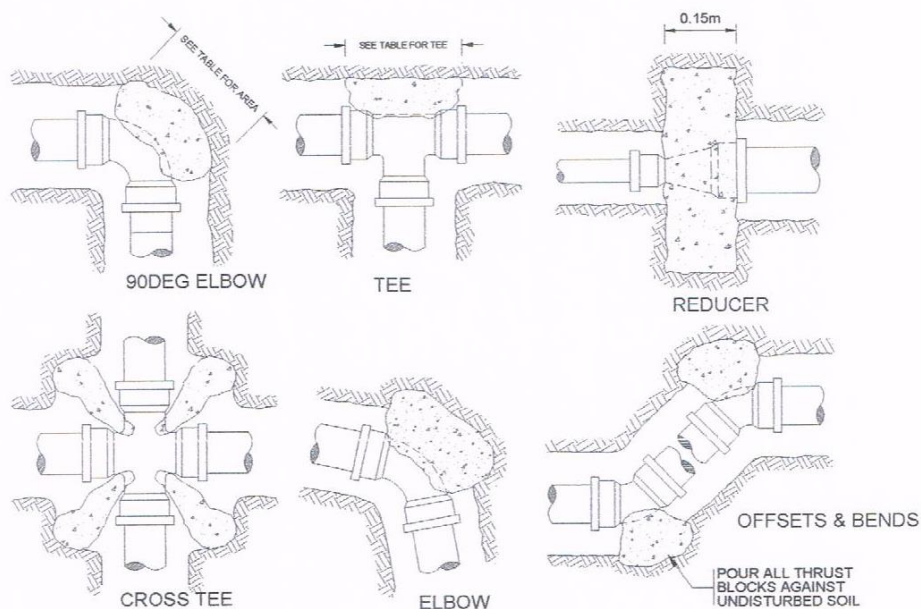 SEE TABLE FOR AREA
SEE TABLE FOR TEE
0.15m
90DEG ELBOW
TEE
REDUCER
CROSS TEE
ELBOW
OFFSETS & BENDS
POUR ALL THRUST
BLOCKS AGAINST
UNDISTURBED SOIL